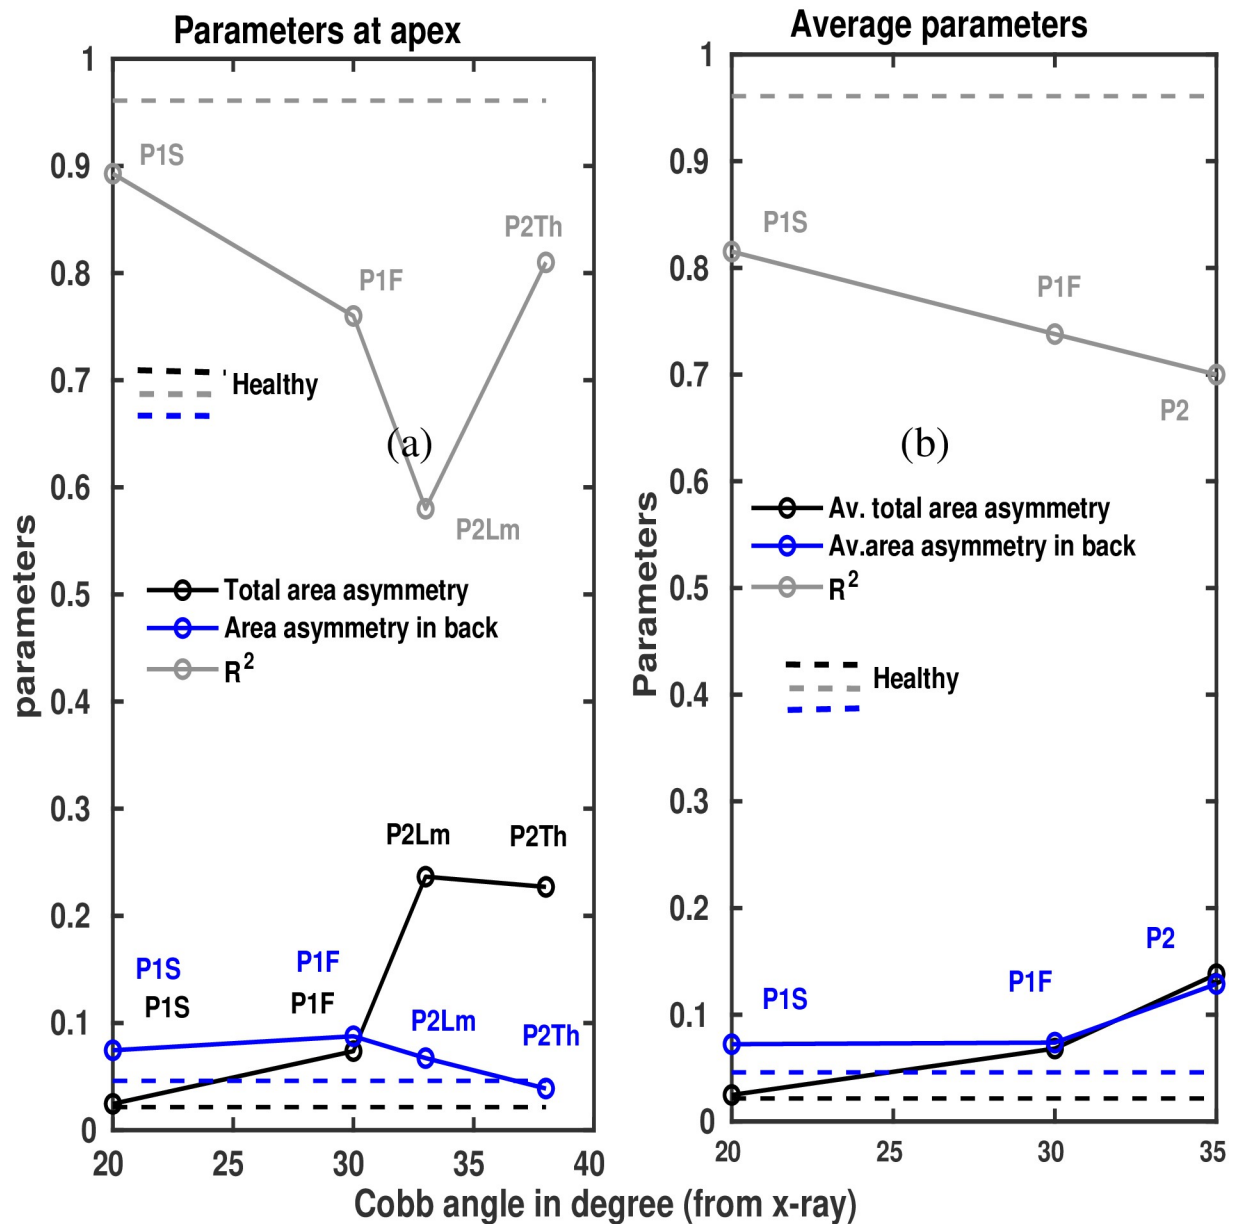 Parameters at apex
1
0.9
0.8
0.7
0.6
0.5
0.4
0.3
0.2
0.1
0
parameters
P1S
P1F
P2Th
P2Lm
Healthy
(a)
Total area asymmetry
Area asymmetry in back
R2
P2Lm
P2Th
P1S
P1F
P1S
P1F
P2Lm
P2Th
20
25
30
35
40
Average parameters
1
0.9
0.8
0.7
0.6
0.5
0.4
0.3
0.2
0.1
0
Parameters
P1S
P1F
P2
(b)
Av. total area asymmetry
Av.area asymmetry in back
R2
Healthy
P2
P1F
P1S
20
25
30
35
Cobb angle in degree (from x-ray)